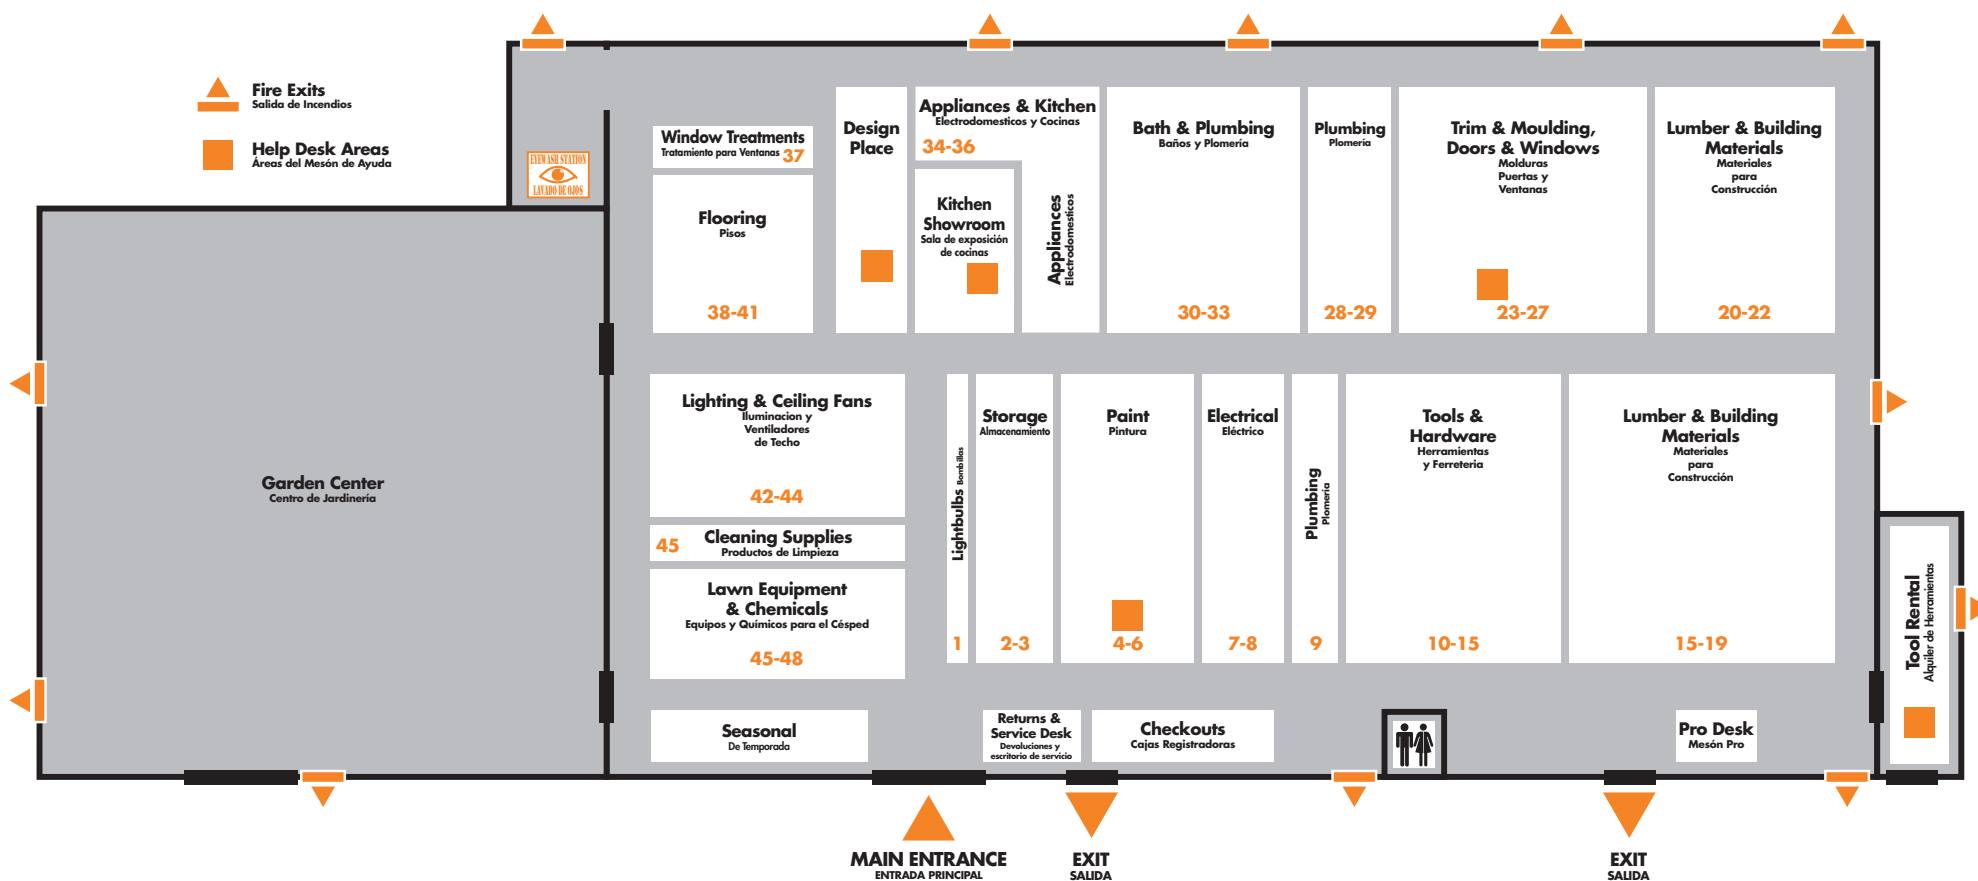 Fire Exits
Salida de Incendios
Help Desk Areas
Áreas del Mesón de Ayuda
EYEWASH STATION
LAVADO DE OJOS
Window Treatments
Tratamiento para Ventanas 37
Flooring
Pisos
38-41
Design
Place
Appliances & Kitchen
Electrodomesticos y Cocinas
34-36
Kitchen
Showroom
Sala de exposición
de cocinas
Appliances
Electrodomesticos
Bath & Plumbing
Baños y Plomería
30-33
Plumbing
Plomería
28-29
Trim & Moulding,
Doors & Windows
Molduras
Puertas y
Ventanas
23-27
Lumber & Building
Materials
Materiales
para
Construcción
20-22
Garden Center
Centro de Jardinería
Lighting & Ceiling Fans
Iluminacion y
Ventiladores
de Techo
42-44
45 Cleaning Supplies
Productos de Limpieza
Lawn Equipment
& Chemicals
Equipos y Químicos para el Césped
45-48
Seasonal
De Temporada
Lightbulbs Bombillas
1
Storage
Almacenamiento
2-3
Paint
Pintura
4-6
Electrical
Eléctrico
7-8
Plumbing
Plomería
9
Tools &
Hardware
Herramientas
y Ferreteria
10-15
Lumber & Building
Materials
Materiales
para
Construcción
15-19
Tool Rental
Alquiler de Herramientas
Returns &
Service Desk
Devoluciones y
escritorio de servicio
Checkouts
Cajas Registradoras
Pro Desk
Mesón Pro
MAIN ENTRANCE
ENTRADA PRINCIPAL
EXIT
SALIDA
EXIT
SALIDA